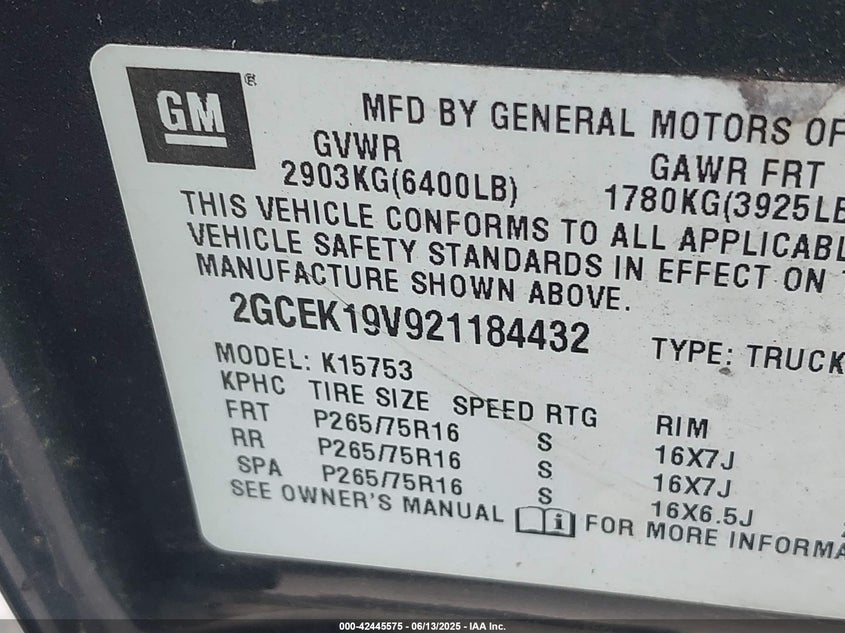 GM ®
MFD BY GENERAL MOTORS OF
GVWR GAWR FRT
2903KG(6400LB) 1780KG(3925LB
THIS VEHICLE CONFORMS TO ALL APPLICABL
VEHICLE SAFETY STANDARDS IN EFFECT ON
MANUFACTURE SHOWN ABOVE.
2GCEK19V921184432 TYPE: TRUCK
MODEL: K15753
KPHC TIRE SIZE SPEED RTG RIM
FRT P265/75R16 S 16X7J
RR P265/75R16 S 16X7J
SPA P265/75R16 S 16X6.5J
SEE OWNER'S MANUAL i FOR MORE INFORMA
000-42445575 - 06/13/2025 - IAA Inc.